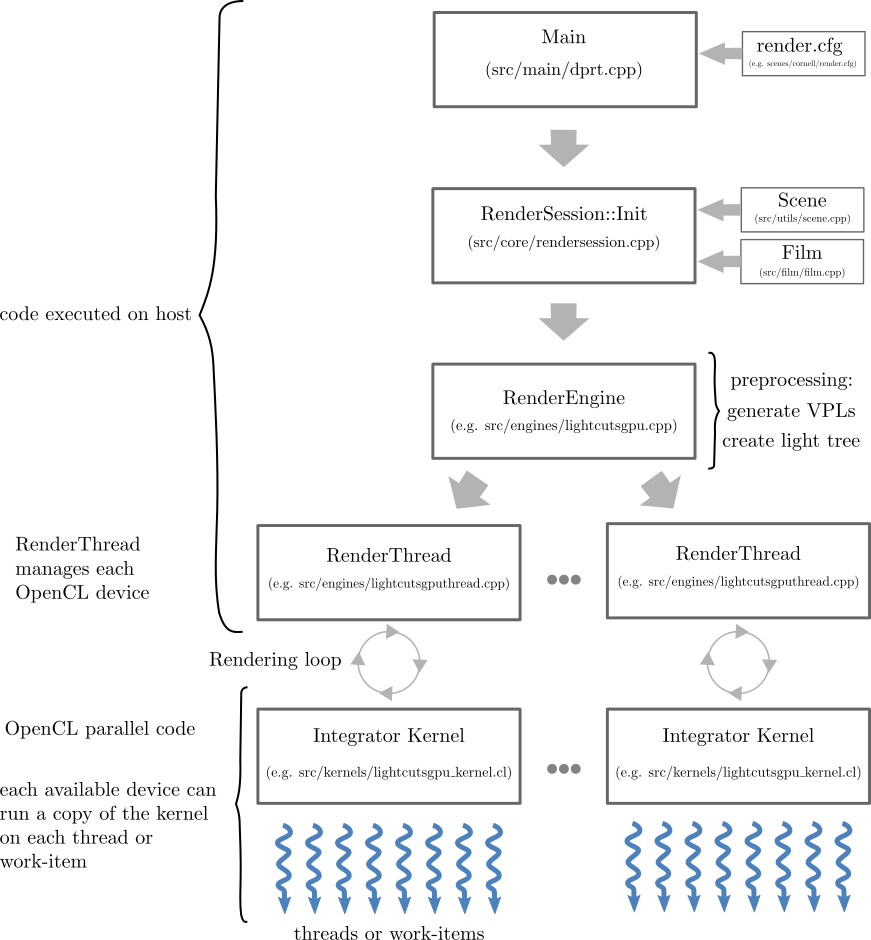 Main
(src/main/dprt.cpp)
render.cfg
(e.g. scenes/cornell/render.cfg)
RenderSession::Init
(src/core/rendersession.cpp)
Scene
(src/utils/scene.cpp)
Film
(src/film/film.cpp)
code executed on host
RenderEngine
(e.g. src/engines/lightcutsgpu.cpp)
preprocessing:
generate VPLs
create light tree
RenderThread
manages each
OpenCL device
RenderThread
(e.g. src/engines/lightcutsgputhread.cpp)
RenderThread
(e.g. src/engines/lightcutsgputhread.cpp)
Rendering loop
OpenCL parallel code
each available device can
run a copy of the kernel
on each thread or
work-item
Integrator Kernel
(e.g. src/kernels/lightcutsgpu_kernel.cl)
Integrator Kernel
(e.g. src/kernels/lightcutsgpu_kernel.cl)
threads or work-items